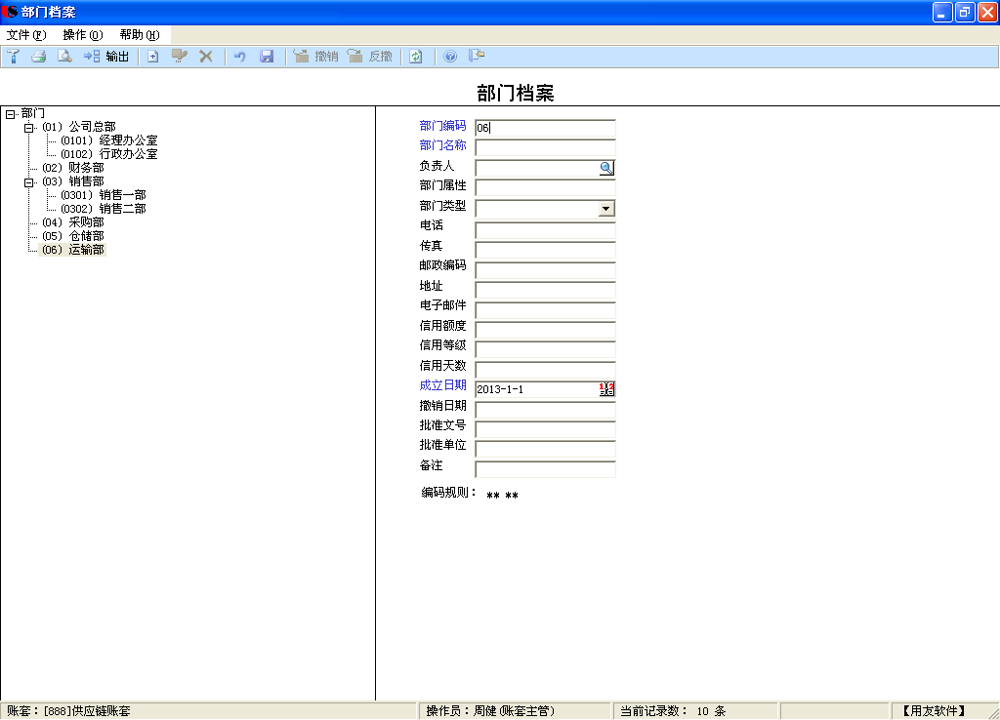 部门档案
文件(F) 操作(O) 帮助(H)
输出 撤销 反撤
部门档案
部门
(01) 公司总部
(0101) 经理办公室
(0102) 行政办公室
(02) 财务部
(03) 销售部
(0301) 销售一部
(0302) 销售二部
(04) 采购部
(05) 仓储部
(06) 运输部
部门编码 06
部门名称
负责人
部门属性
部门类型
电话
传真
邮政编码
地址
电子邮件
信用额度
信用等级
信用天数
成立日期 2013-1-1
撤销日期
批准文号
批准单位
备注
编码规则： ** **
账套：[888]供应链账套 操作员：周健(账套主管) 当前记录数： 10 条 【用友软件】